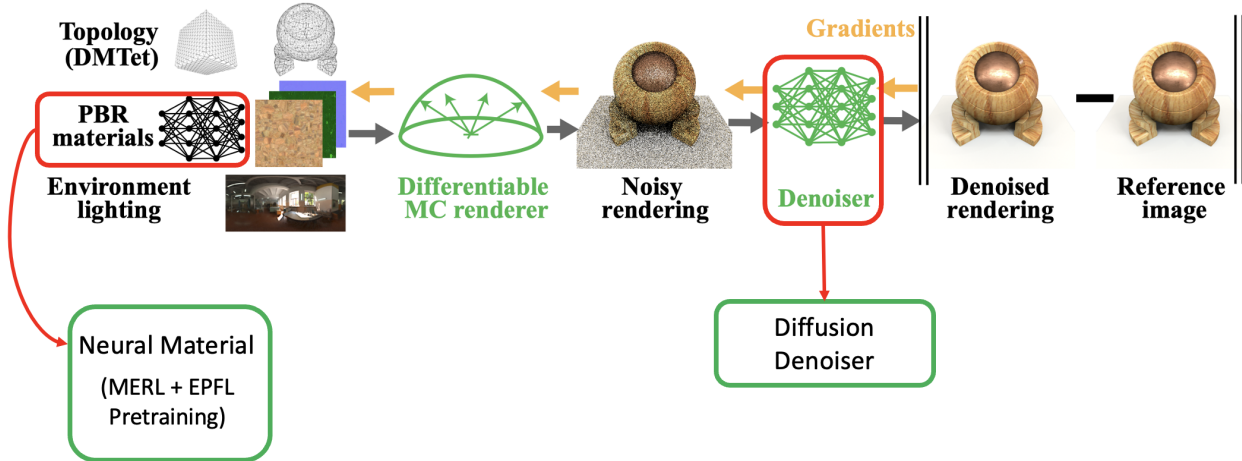 Topology
(DMTet)
Gradients
PBR
materials
Environment
lighting
Differentiable
MC renderer
Noisy
rendering
Denoiser
Denoised
rendering
Reference
image
Neural Material
(MERL + EPFL
Pretraining)
Diffusion
Denoiser